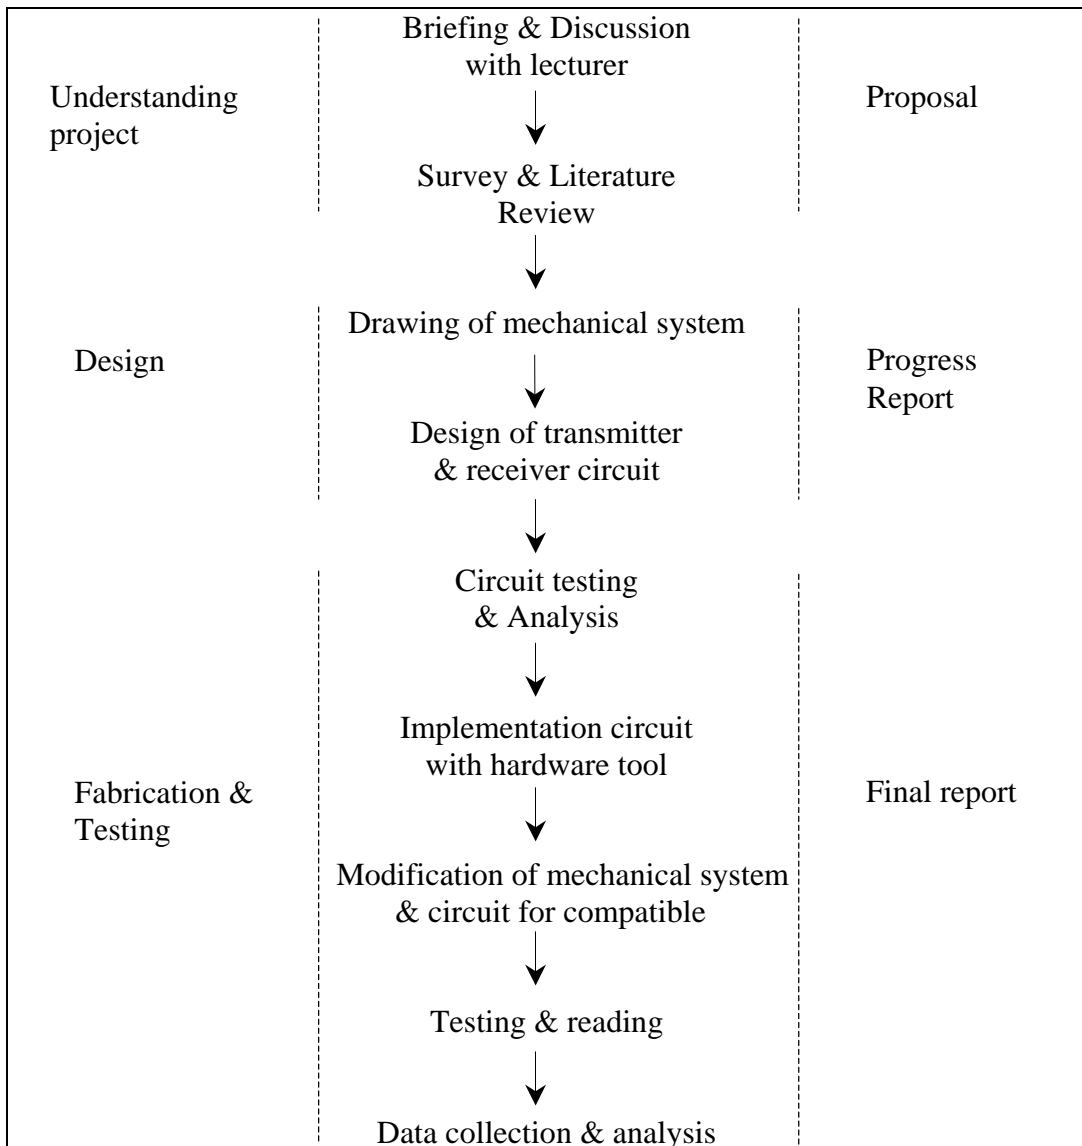 Briefing & Discussion
with lecturer
Understanding
project
Proposal
Survey & Literature
Review
Drawing of mechanical system
Design
Progress
Report
Design of transmitter
& receiver circuit
Circuit testing
& Analysis
Implementation circuit
with hardware tool
Fabrication &
Testing
Final report
Modification of mechanical system
& circuit for compatible
Testing & reading
Data collection & analysis